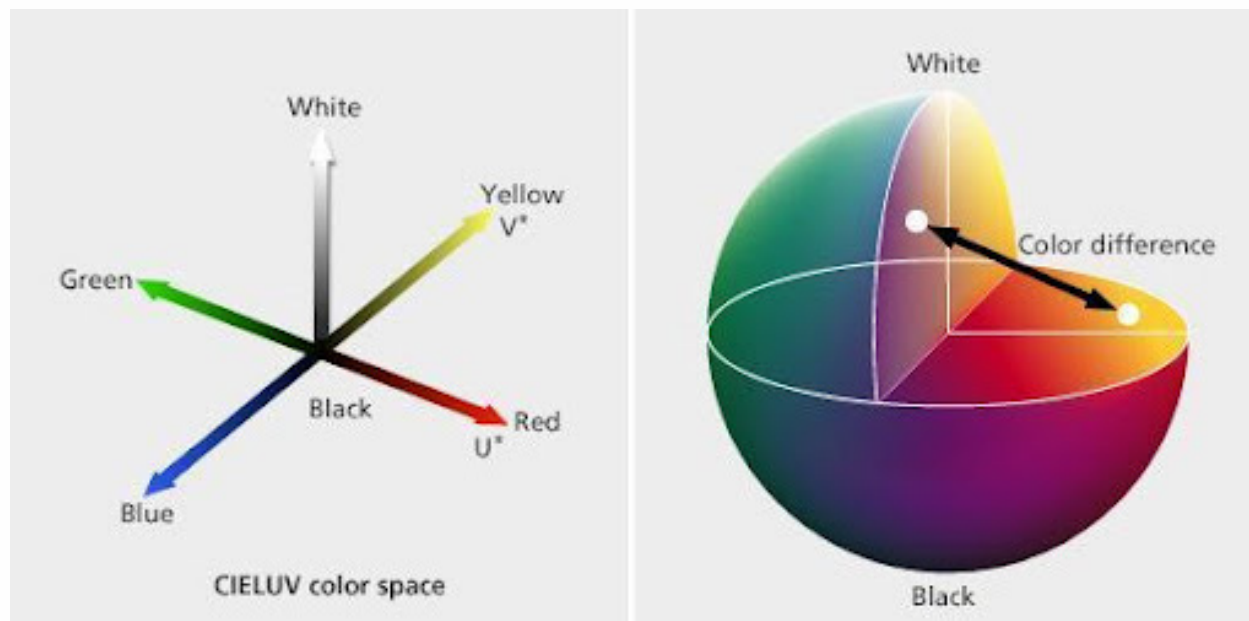 White
Yellow
V*
Green
Black
Red
U*
Blue
CIELUV color space
White
Color difference
Black